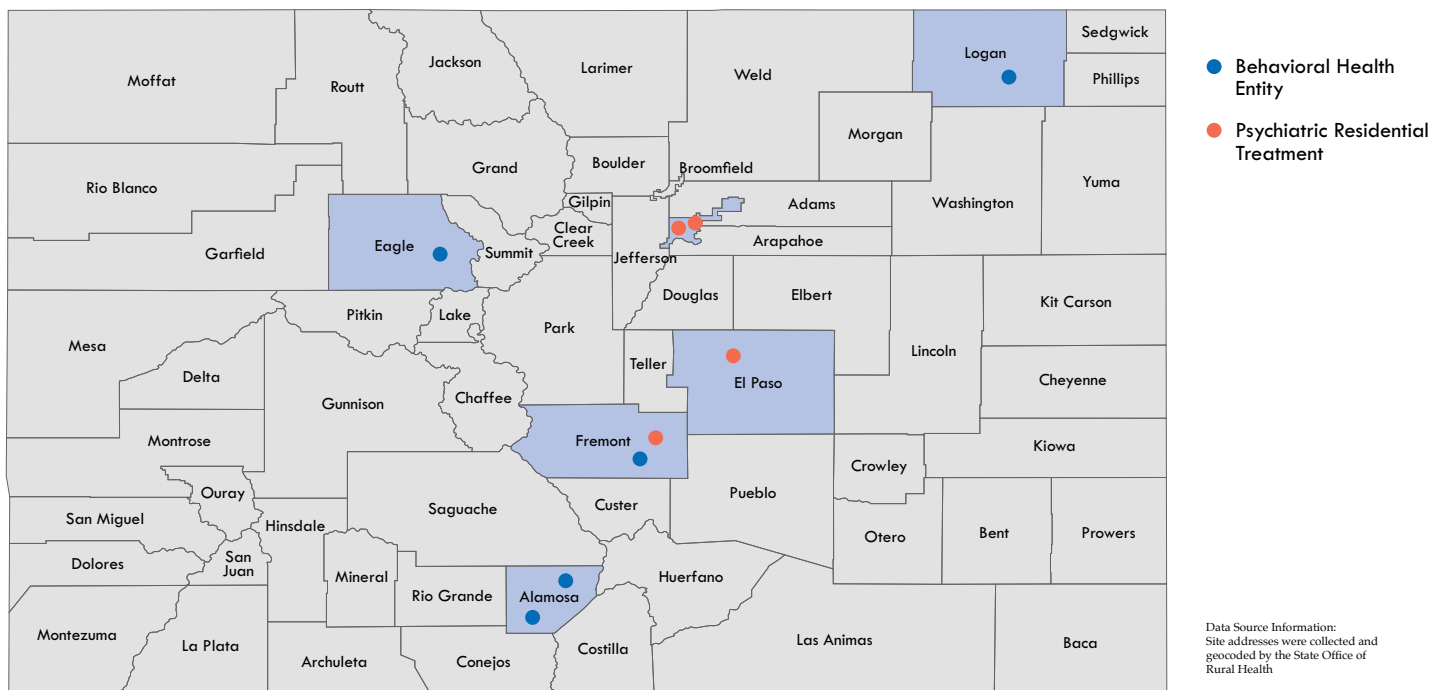 Moffat
Routt
Jackson
Larimer
Weld
Logan
Sedgwick
Phillips
Morgan
Rio Blanco
Grand
Boulder
Broomfield
Yuma
Gilpin
Adams
Washington
Clear
Creek
Garfield
Eagle
Summit
Jefferson
Arapahoe
Douglas
Elbert
Kit Carson
Pitkin
Lake
Park
Mesa
Lincoln
Teller
El Paso
Delta
Cheyenne
Gunnison
Chaffee
Montrose
Fremont
Kiowa
Crowley
Ouray
Pueblo
Saguache
Custer
San Miguel
Hinsdale
Otero
Bent
Prowers
Dolores
San
Juan
Mineral
Rio Grande
Alamosa
Huerfano
Montezuma
La Plata
Archuleta
Conejos
Costilla
Las Animas
Baca
Behavioral Health
Entity
Psychiatric Residential
Treatment
Data Source Information:
Site addresses were collected and
geocoded by the State Office of
Rural Health